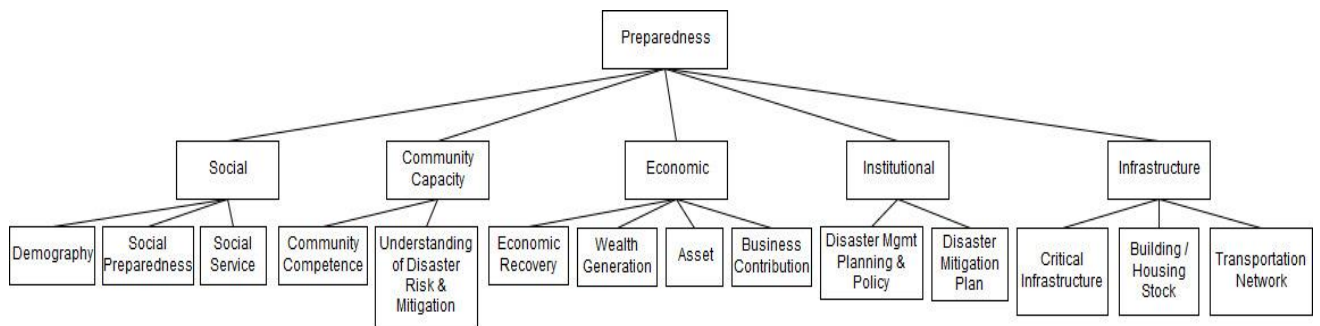 Preparedness
Social
Community
Capacity
Economic
Institutional
Infrastructure
Demography
Social
Preparedness
Social
Service
Community
Competence
Understanding
of Disaster
Risk &
Mitigation
Economic
Recovery
Wealth
Generation
Asset
Business
Contribution
Disaster Mgmt
Planning &
Policy
Disaster
Mitigation
Plan
Critical
Infrastructure
Building /
Housing
Stock
Transportation
Network